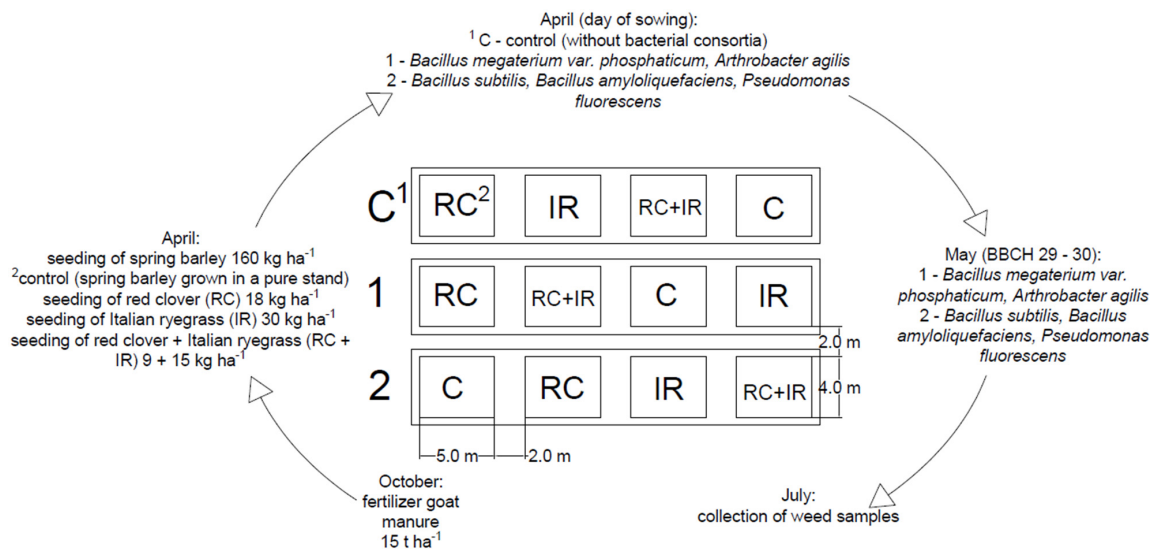 April (day of sowing):
¹ C - control (without bacterial consortia)
1 - Bacillus megaterium var. phosphaticum, Arthrobacter agilis
2 - Bacillus subtilis, Bacillus amyloliquefaciens, Pseudomonas
fluorescens
C¹
RC²
IR
RC+IR
C
1
RC
RC+IR
C
IR
2.0 m
2
C
RC
IR
RC+IR
4.0 m
5.0 m
2.0 m
April:
seeding of spring barley 160 kg ha⁻¹
²control (spring barley grown in a pure stand)
seeding of red clover (RC) 18 kg ha⁻¹
seeding of Italian ryegrass (IR) 30 kg ha⁻¹
seeding of red clover + Italian ryegrass (RC +
IR) 9 + 15 kg ha⁻¹
May (BBCH 29 - 30):
1 - Bacillus megaterium var.
phosphaticum, Arthrobacter agilis
2 - Bacillus subtilis, Bacillus
amyloliquefaciens, Pseudomonas
fluorescens
October:
fertilizer goat
manure
15 t ha⁻¹
July:
collection of weed samples